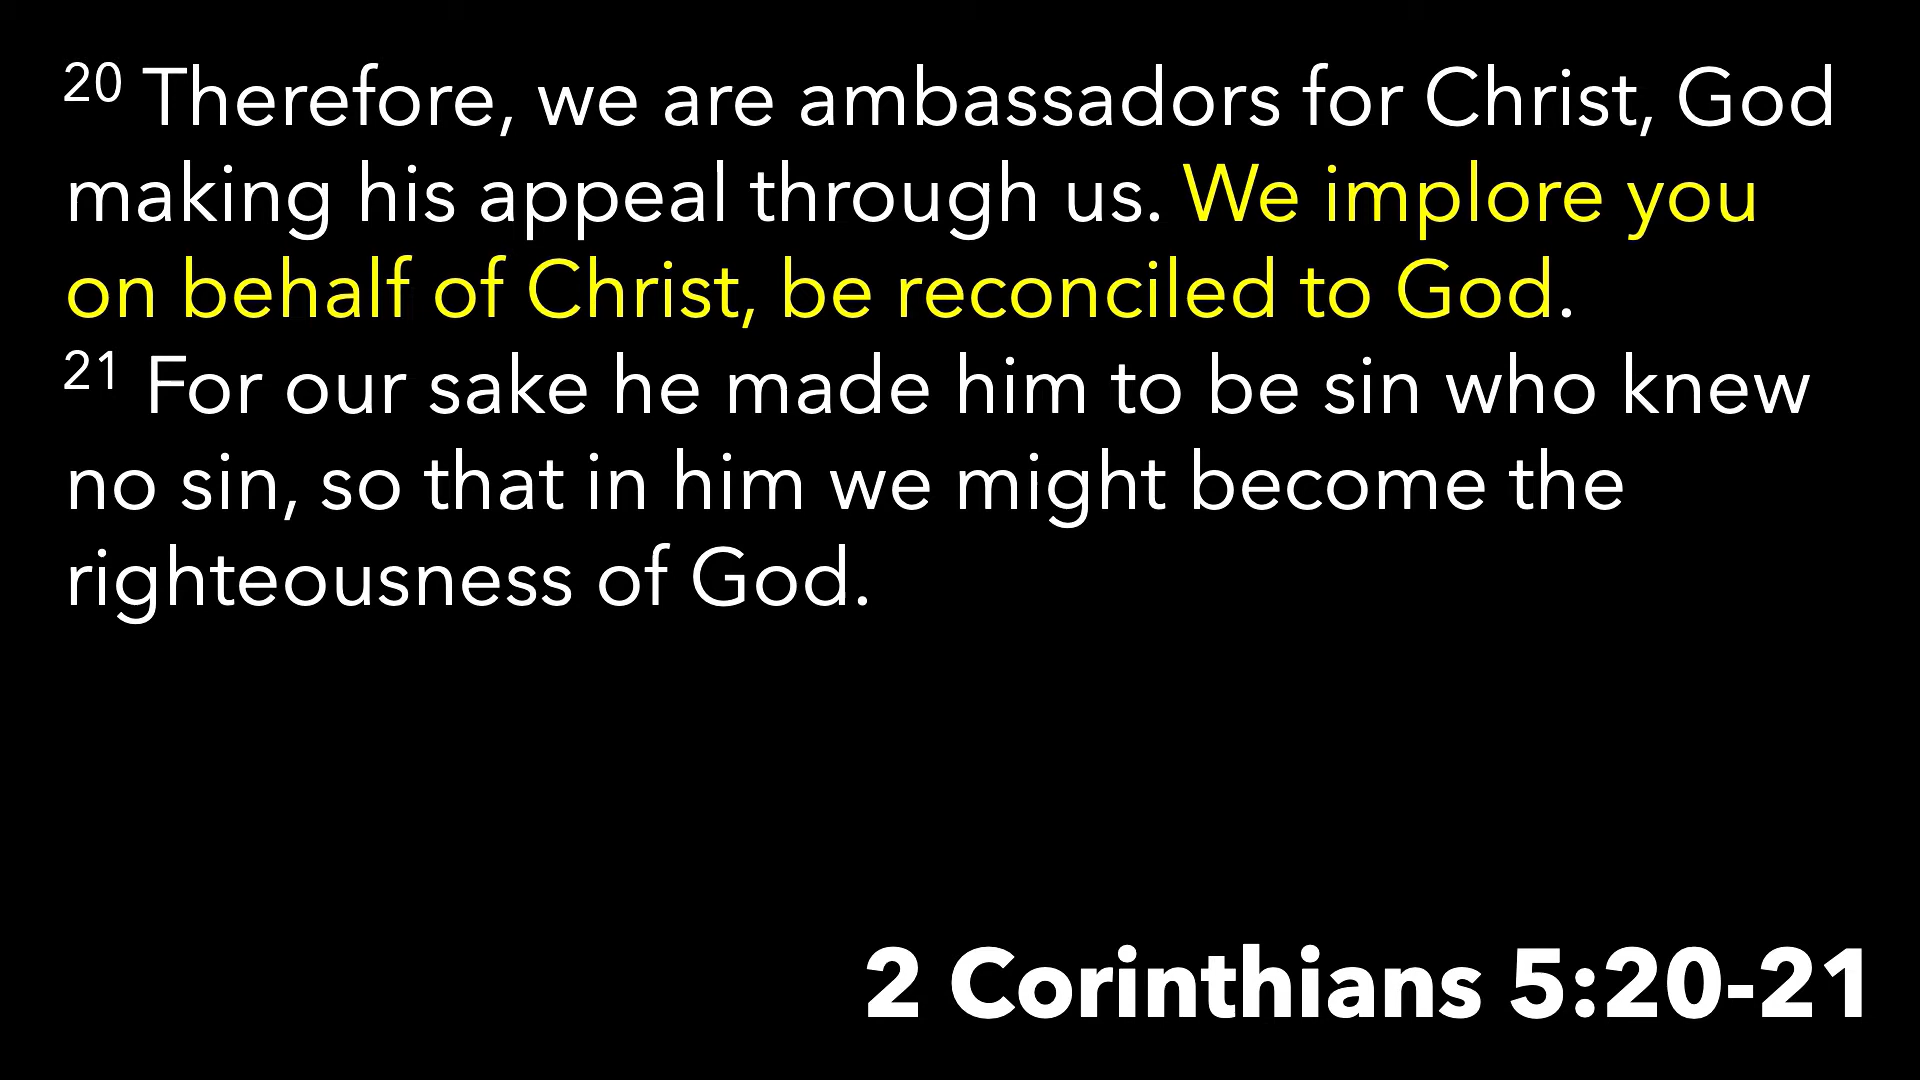 20 Therefore, we are ambassadors for Christ, God
making his appeal through us. We implore you
on behalf of Christ, be reconciled to God.
21 For our sake he made him to be sin who knew
no sin, so that in him we might become the
righteousness of God.
2 Corinthians 5:20-21